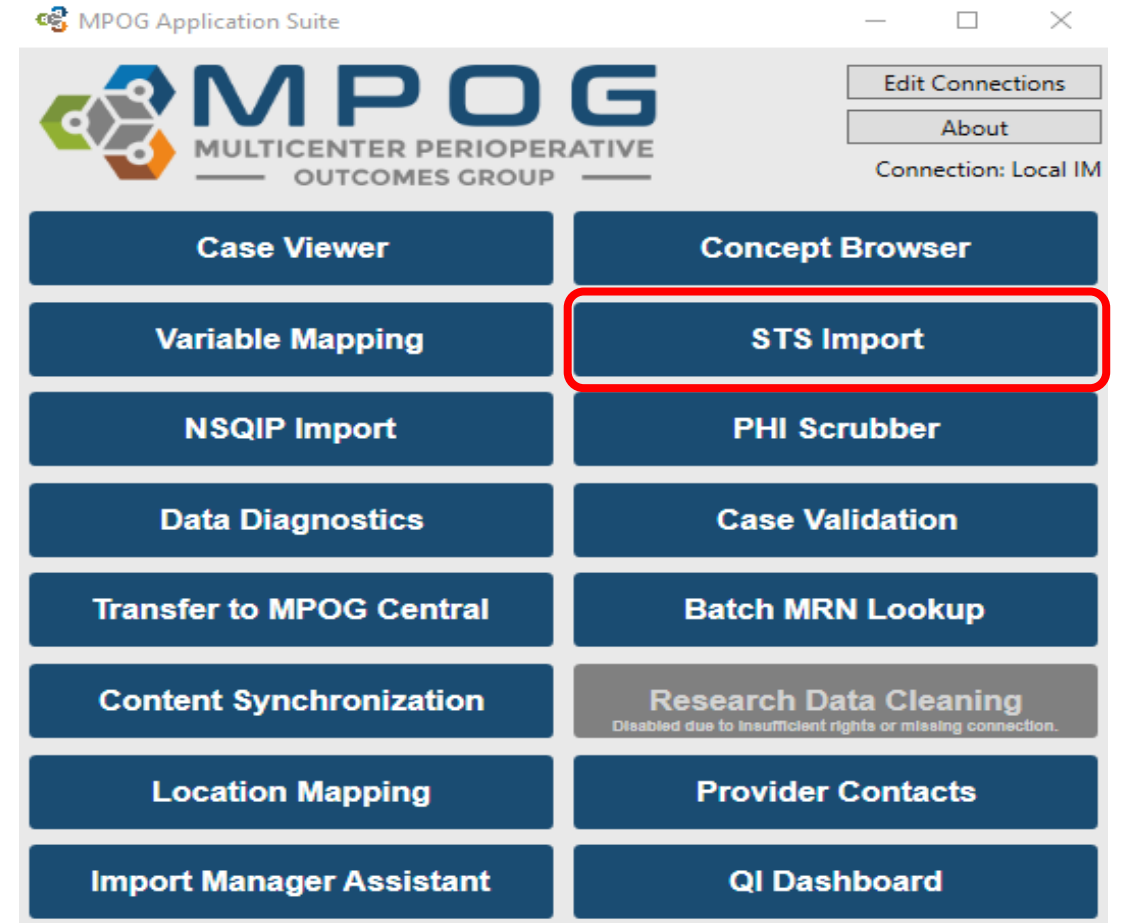 MPOG Application Suite
MPOG
MULTICENTER PERIOPERATIVE
OUTCOMES GROUP
Edit Connections
About
Connection: Local IM
Case Viewer
Concept Browser
Variable Mapping
STS Import
NSQIP Import
PHI Scrubber
Data Diagnostics
Case Validation
Transfer to MPOG Central
Batch MRN Lookup
Content Synchronization
Research Data Cleaning
Disabled due to insufficient rights or missing connection.
Location Mapping
Provider Contacts
Import Manager Assistant
QI Dashboard